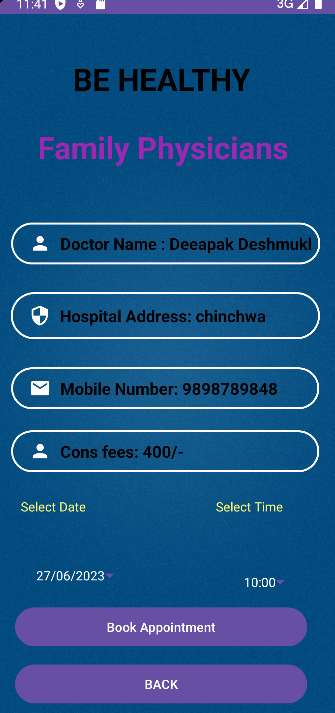 11:41 3G
BE HEALTHY
Family Physicians
Doctor Name : Deeapak Deshmukl
Hospital Address: chinchwa
Mobile Number: 9898789848
Cons fees: 400/-
Select Date Select Time
27/06/2023
10:00
Book Appointment
BACK